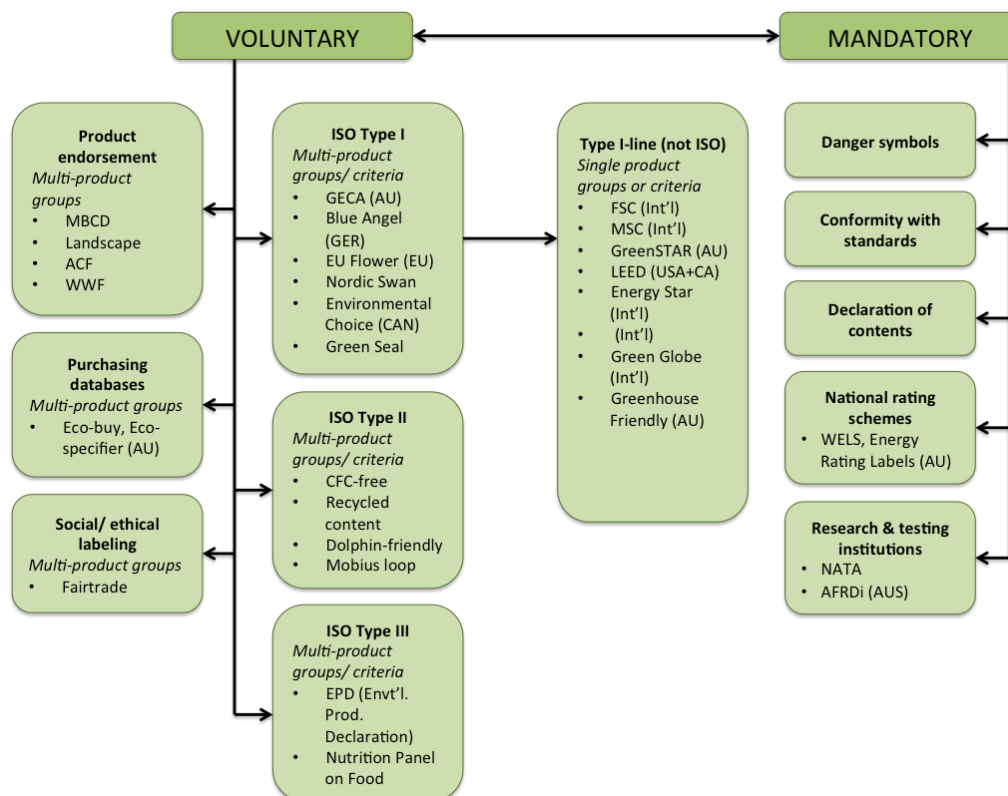 VOLUNTARY
MANDATORY
Product
endorsement
Multi-product
groups
• MBCD
• Landscape
• ACF
• WWF
Purchasing
databases
Multi-product groups
• Eco-buy, Eco-
specifier (AU)
Social/ ethical
labeling
Multi-product groups
• Fairtrade
ISO Type I
Multi-product
groups/ criteria
• GECA (AU)
• Blue Angel
(GER)
• EU Flower (EU)
• Nordic Swan
• Environmental
Choice (CAN)
• Green Seal
ISO Type II
Multi-product
groups/ criteria
• CFC-free
• Recycled
content
• Dolphin-friendly
• Mobius loop
ISO Type III
Multi-product
groups/ criteria
• EPD (Envt’l.
Prod.
Declaration)
• Nutrition Panel
on Food
Type I-line (not ISO)
Single product
groups or criteria
• FSC (Int’l)
• MSC (Int’l)
• GreenSTAR (AU)
• LEED (USA+CA)
• Energy Star
(Int’l)
• (Int’l)
• Green Globe
(Int’l)
• Greenhouse
Friendly (AU)
Danger symbols
Conformity with
standards
Declaration of
contents
National rating
schemes
• WELS, Energy
Rating Labels (AU)
Research & testing
institutions
• NATA
• AFRDi (AUS)